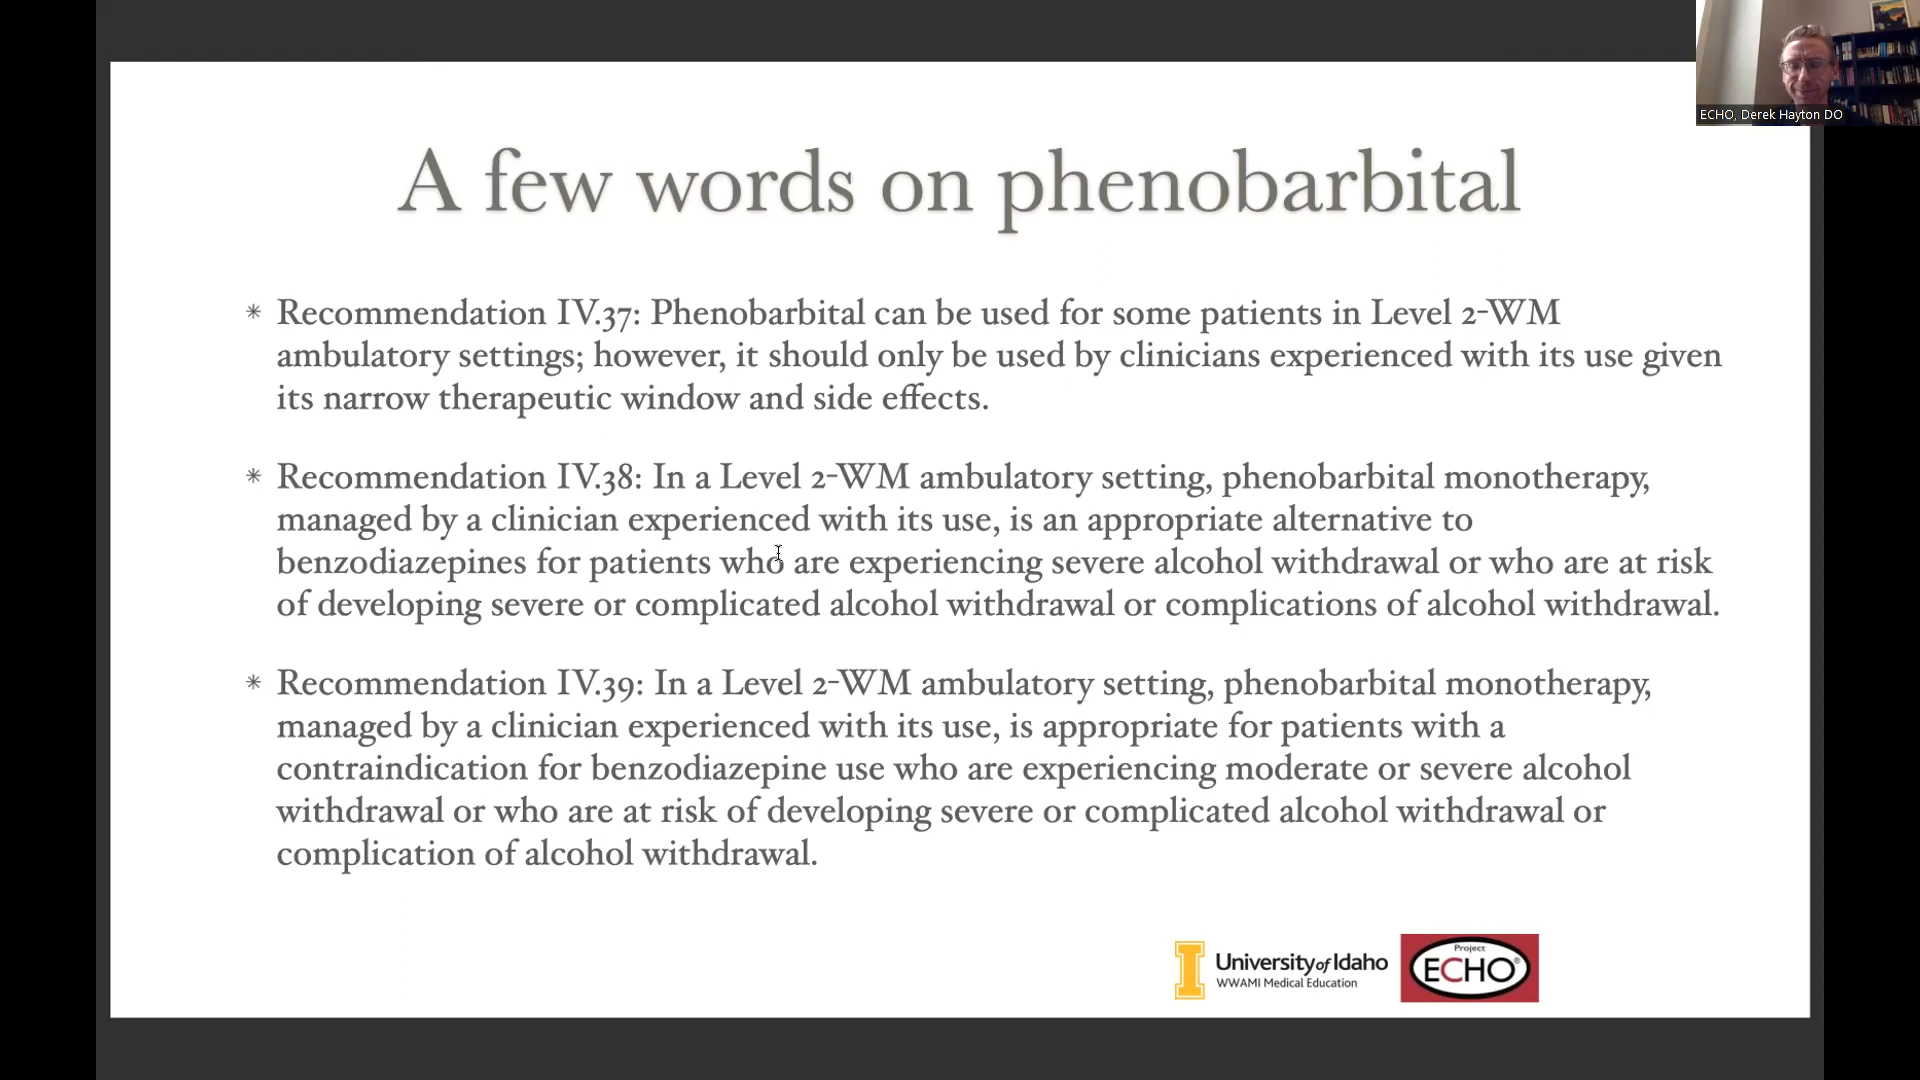 ECHO, Derek Hayton DO
A few words on phenobarbital
* Recommendation IV.37: Phenobarbital can be used for some patients in Level 2-WM
ambulatory settings; however, it should only be used by clinicians experienced with its use given
its narrow therapeutic window and side effects.
* Recommendation IV.38: In a Level 2-WM ambulatory setting, phenobarbital monotherapy,
managed by a clinician experienced with its use, is an appropriate alternative to
benzodiazepines for patients who are experiencing severe alcohol withdrawal or who are at risk
of developing severe or complicated alcohol withdrawal or complications of alcohol withdrawal.
* Recommendation IV.39: In a Level 2-WM ambulatory setting, phenobarbital monotherapy,
managed by a clinician experienced with its use, is appropriate for patients with a
contraindication for benzodiazepine use who are experiencing moderate or severe alcohol
withdrawal or who are at risk of developing severe or complicated alcohol withdrawal or
complication of alcohol withdrawal.
I University of Idaho
WWAMI Medical Education
Project
ECHO®